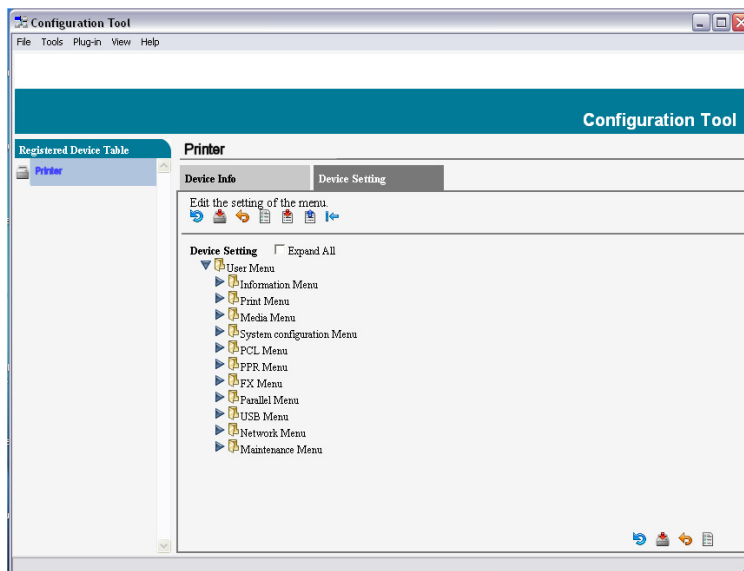 Configuration Tool
File Tools Plug-in View Help
Configuration Tool
Registered Device Table
Printer
Printer
Device Info Device Setting
Edit the setting of the menu.
Device Setting Expand All
User Menu
Information Menu
Print Menu
Media Menu
System configuration Menu
PCL Menu
PPR Menu
FX Menu
Parallel Menu
USB Menu
Network Menu
Maintenance Menu